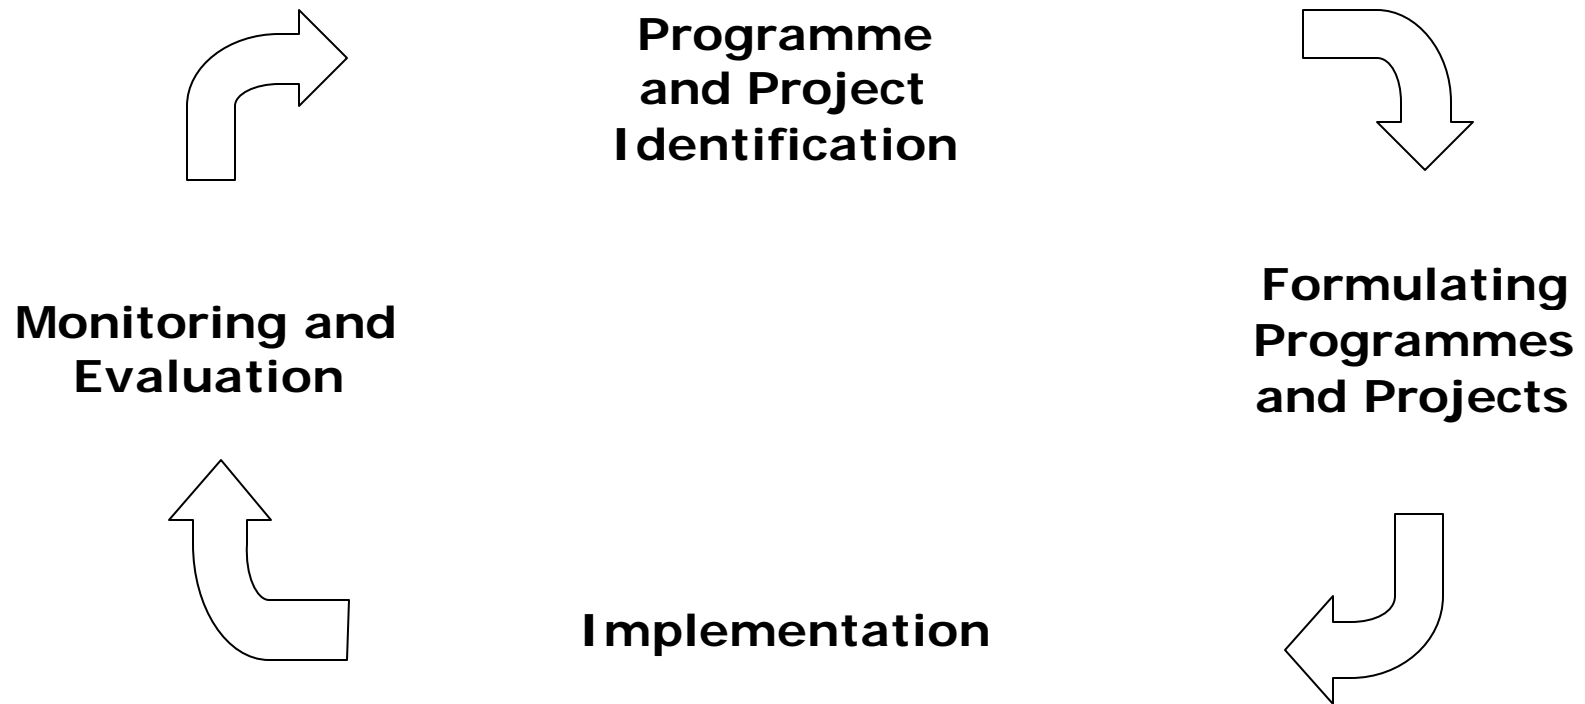 Programme
and Project
Identification
Formulating
Programmes
and Projects
Implementation
Monitoring and
Evaluation